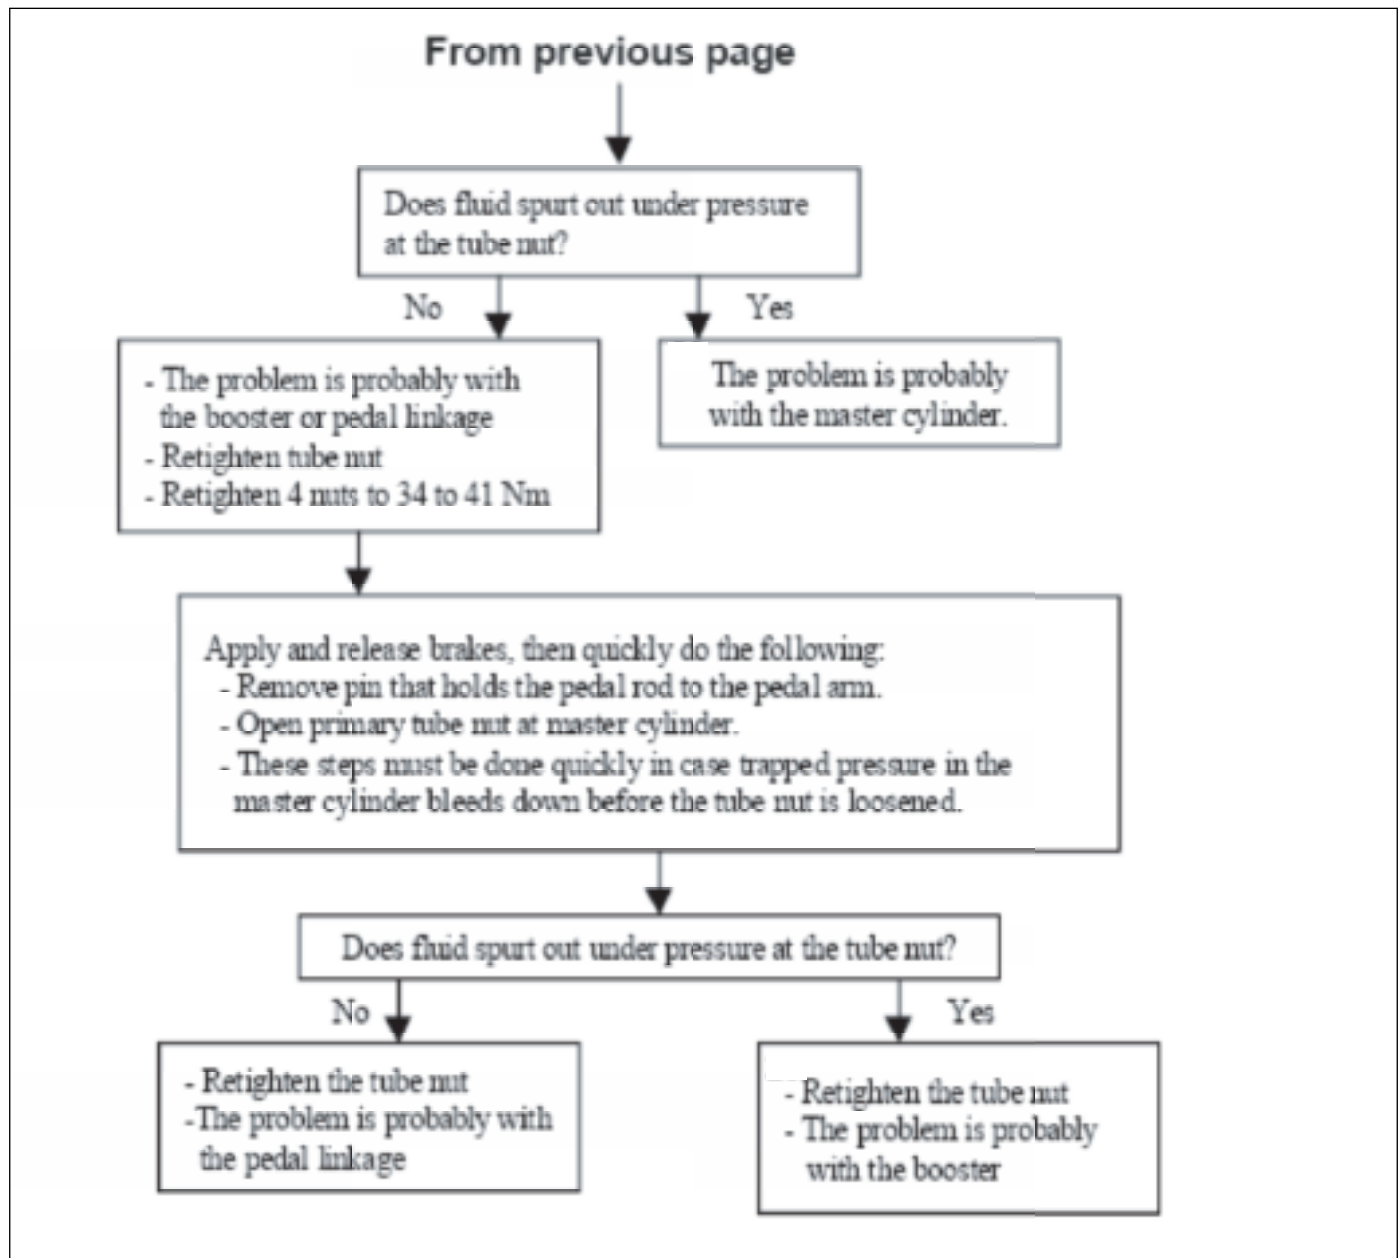 From previous page
Does fluid spurt out under pressure
at the tube nut?
No
Yes
- The problem is probably with
the booster or pedal linkage
- Retighten tube nut
- Retighten 4 nuts to 34 to 41 Nm
The problem is probably
with the master cylinder.
Apply and release brakes, then quickly do the following:
- Remove pin that holds the pedal rod to the pedal arm.
- Open primary tube nut at master cylinder.
- These steps must be done quickly in case trapped pressure in the
master cylinder bleeds down before the tube nut is loosened.
Does fluid spurt out under pressure at the tube nut?
No
Yes
- Retighten the tube nut
-The problem is probably with
the pedal linkage
- Retighten the tube nut
- The problem is probably
with the booster